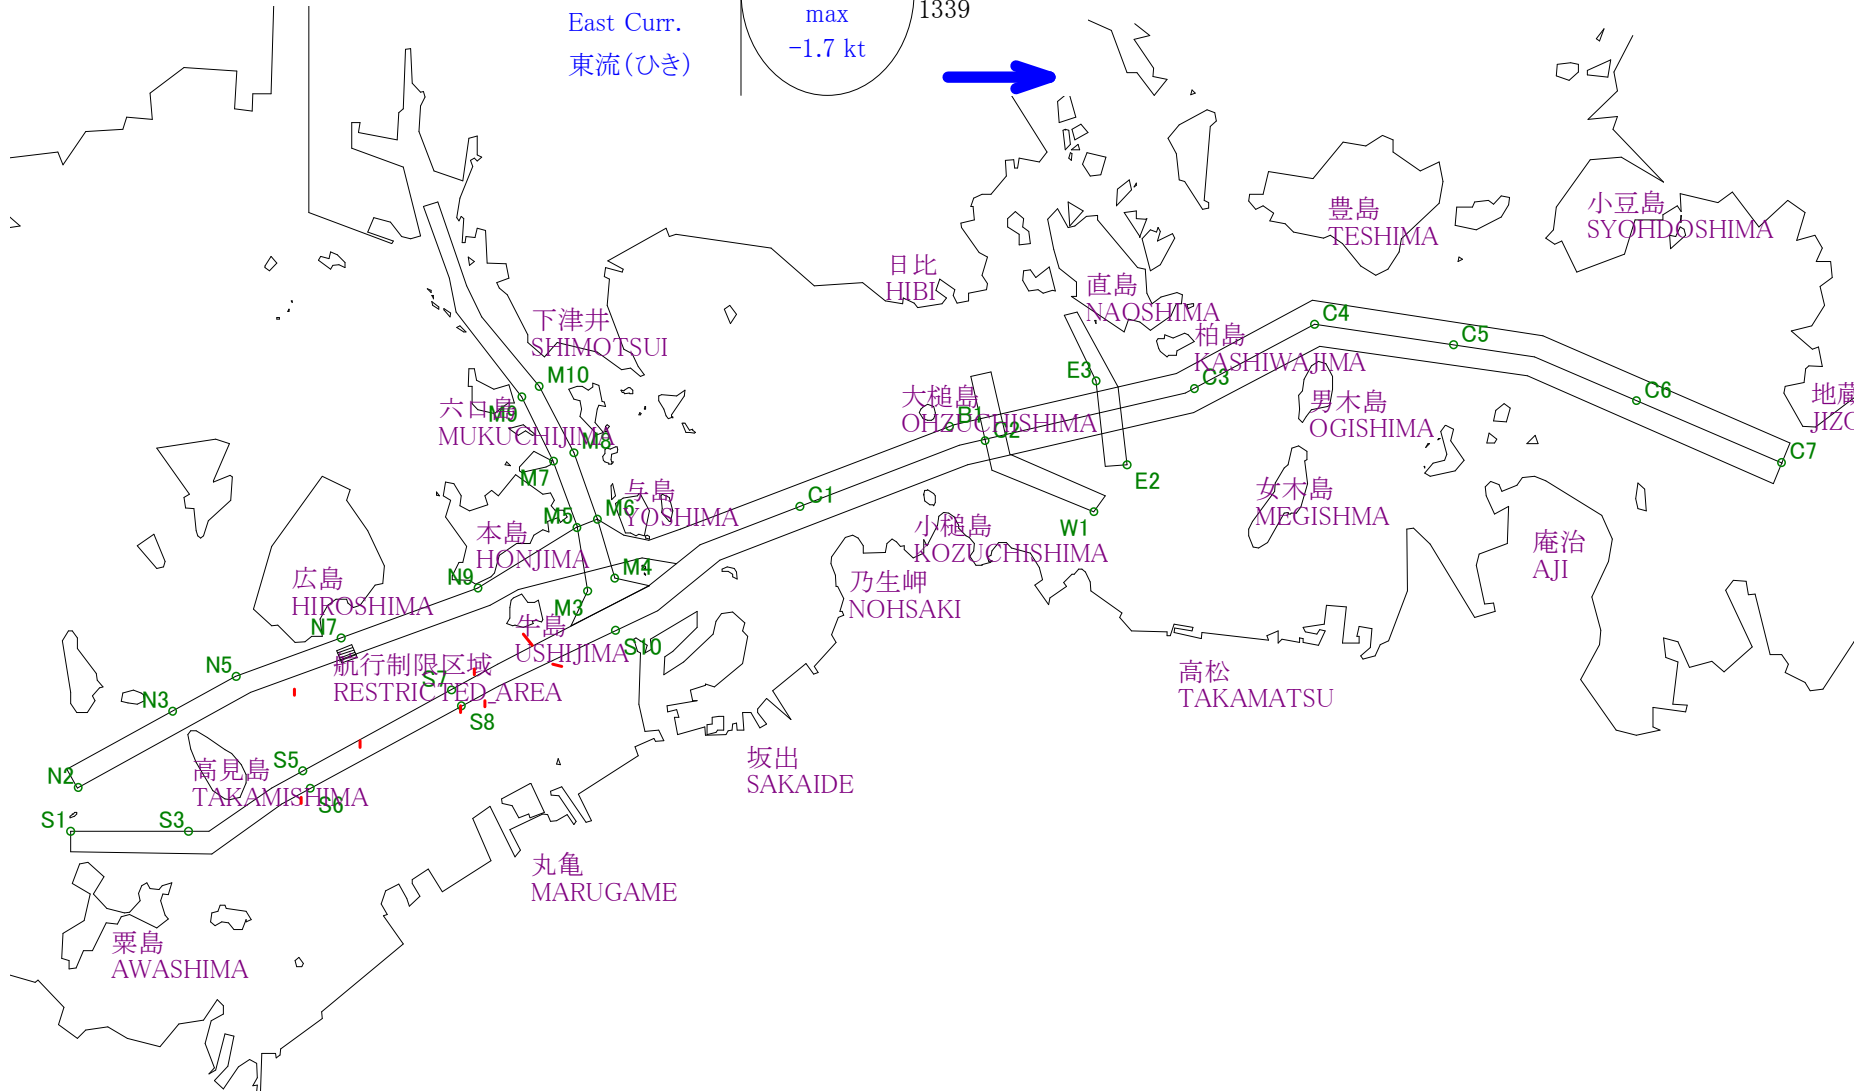 East Curr.
東流(ひき)
max
-1.7 kt
1339
豊島
TESHIMA
小豆島
SYOHDOSHIMA
日比
HIBI
直島
NAOSHIMA
下津井
SHIMOTSUI
柏島
KASHIWAJIMA
C4
C5
E3
C3
M10
C6
六口島
MUKUCHIJIMA
M9
大槌島
OHZUCHISHIMA
B1
C2
男木島
OGISHIMA
地蔵
JIZO
M8
M7
C7
E2
与島
YOSHIMA
C1
女木島
MEGISHMA
M5
M6
W1
本島
HONJIMA
小槌島
KOZUCHISHIMA
庵治
AJI
広島
HIROSHIMA
N9
M4
M3
乃生岬
NOHSAKI
N7
牛島
USHIJIMA
S10
航行制限区域
RESTRICTED_AREA
N5
S7
高松
TAKAMATSU
N3
S8
N2
高見島
TAKAMISHIMA
S5
S6
坂出
SAKAIDE
S1
S3
丸亀
MARUGAME
粟島
AWASHIMA